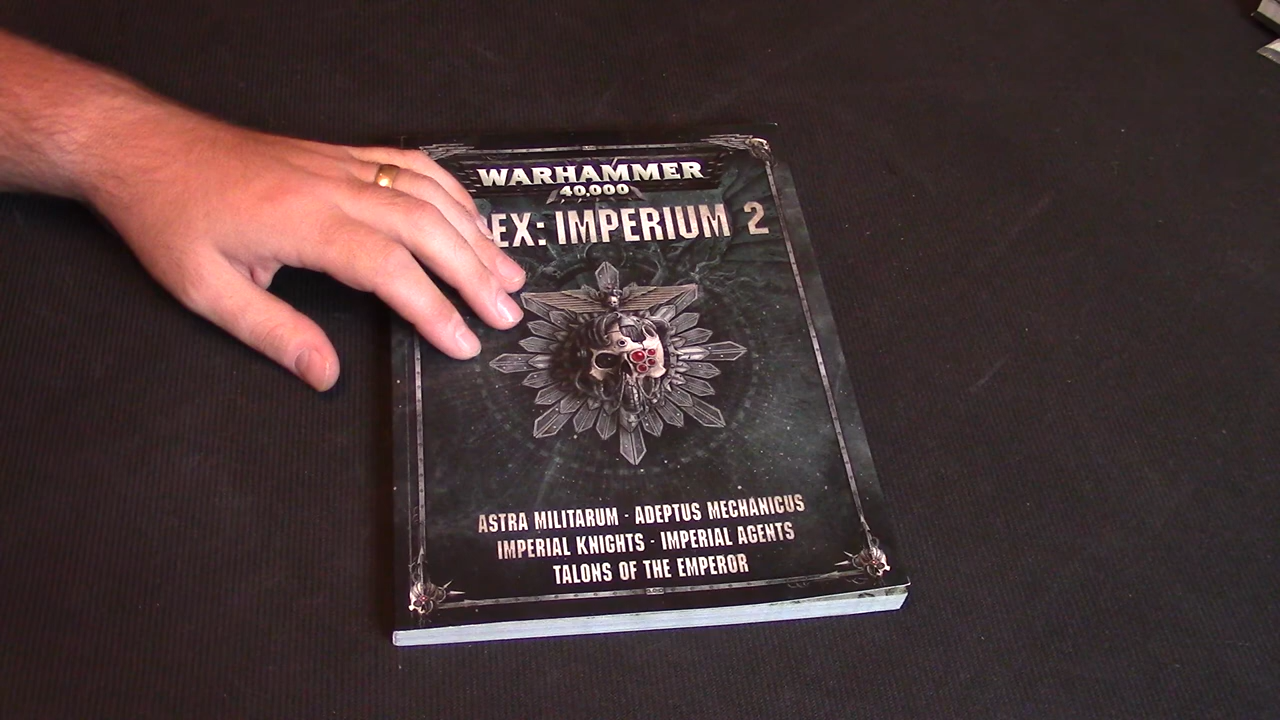 WARHAMMER
40,000
EX: IMPERIUM 2
ASTRA MILITARUM · ADEPTUS MECHANICUS
IMPERIAL KNIGHTS · IMPERIAL AGENTS
TALONS OF THE EMPEROR